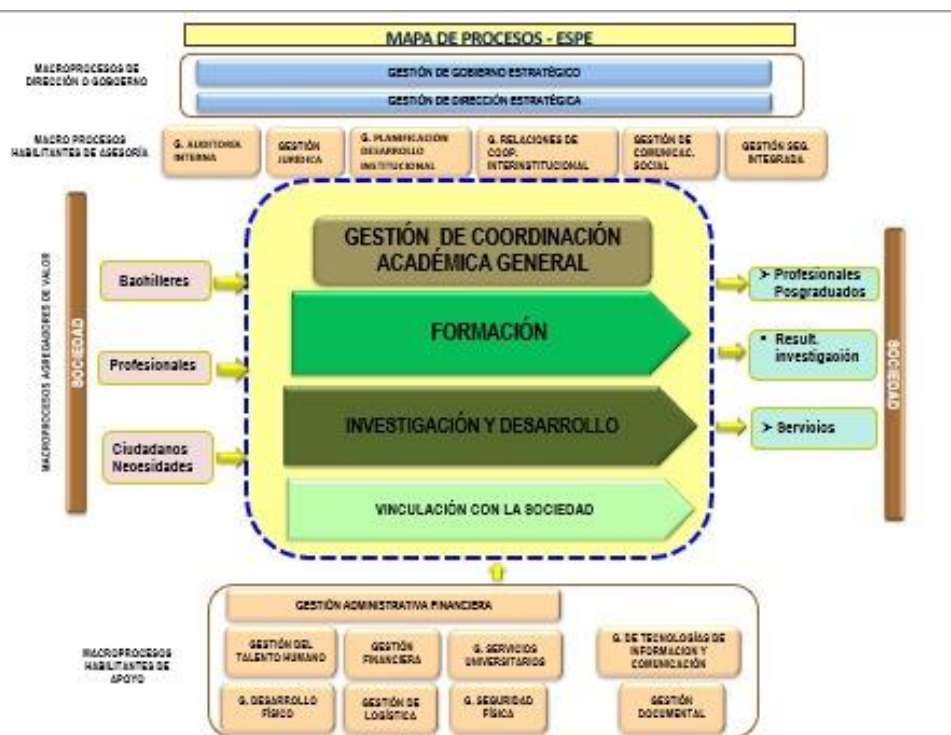 MAPA DE PROCESOS - ESPE
MACROPROCESOS DE
DIRECCIÓN O GOBIERNO
GESTIÓN DE GOBIERNO ESTRATÉGICO
GESTIÓN DE DIRECCIÓN ESTRATÉGICA
MACRO PROCESOS
HABILITANTES DE ASESORÍA
G. AUDITORÍA
INTERNA
GESTIÓN
JURÍDICA
G. PLANIFICACIÓN
DESARROLLO
INSTITUCIONAL
G. RELACIONES DE
COOP.
INTERINSTITUCIONAL
GESTIÓN DE
COMUNICAC.
SOCIAL
GESTIÓN SEG.
INTEGRADA
MACROPROCESOS AGREGADORES DE VALOR
SOCIEDAD
Bachilleres
Profesionales
Ciudadanos
Necesidades
GESTIÓN DE COORDINACIÓN
ACADÉMICA GENERAL
FORMACIÓN
INVESTIGACIÓN Y DESARROLLO
VINCULACIÓN CON LA SOCIEDAD
➤ Profesionales
Posgraduados
▪ Result.
investigación
➤ Servicios
SOCIEDAD
MACROPROCESOS
HABILITANTES DE
APOYO
GESTIÓN ADMINISTRATIVA FINANCIERA
GESTIÓN DEL
TALENTO HUMANO
GESTIÓN
FINANCIERA
G. SERVICIOS
UNIVERSITARIOS
G. DE TECNOLOGÍAS DE
INFORMACION Y
COMUNICACIÓN
G. DESARROLLO
FÍSICO
GESTIÓN DE
LOGÍSTICA
G. SEGURIDAD
FÍSICA
GESTIÓN
DOCUMENTAL